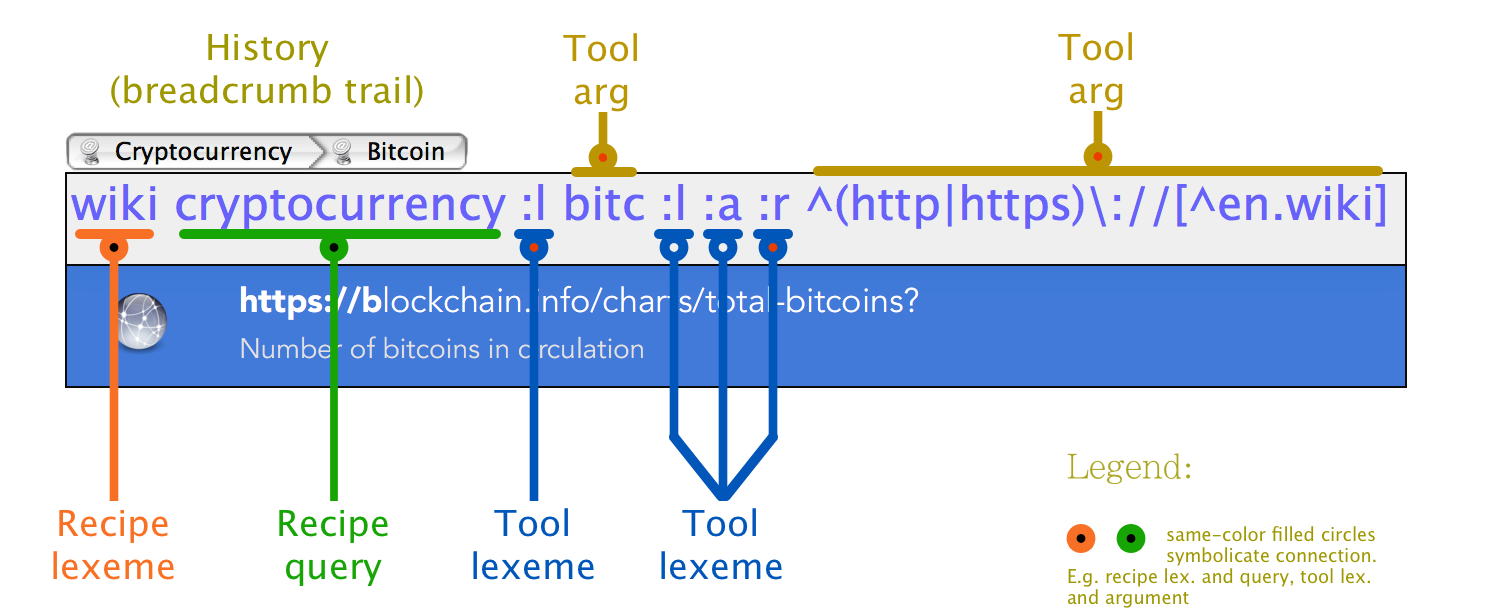 History
(breadcrumb trail)
Tool
arg
Tool
arg
Cryptocurrency Bitcoin
wiki cryptocurrency :l bitc :l :a :r ^(http|https)\://[^en.wiki]
https://blockchain.info/charts/total-bitcoins?
Number of bitcoins in circulation
Recipe
lexeme
Recipe
query
Tool
lexeme
Tool
lexeme
Legend:
same-color filled circles
symbolicate connection.
E.g. recipe lex. and query, tool lex.
and argument